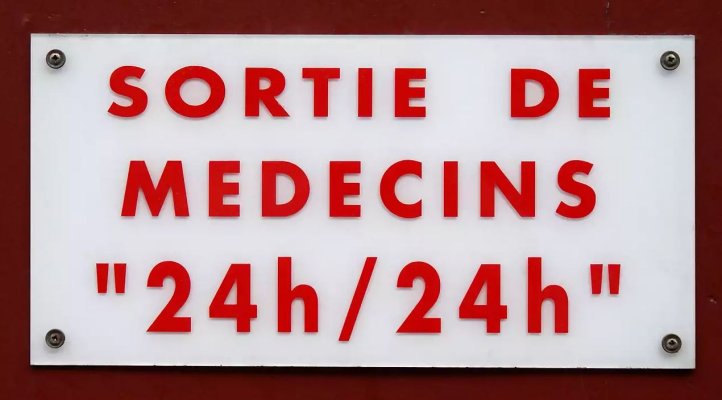 SORTIE DE
MEDECINS
"24h/24h"